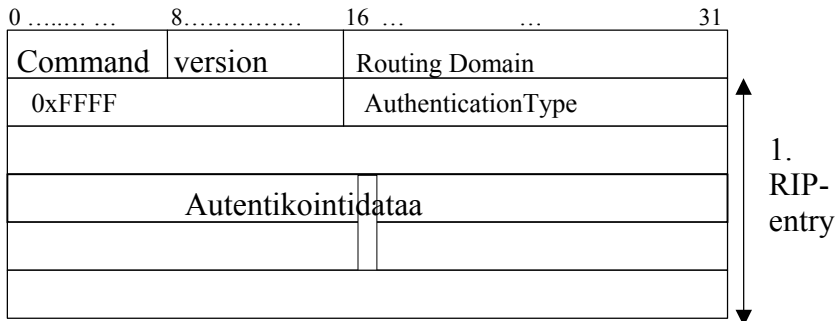 0 …..… … 8…………… 16 … … 31
Command version Routing Domain
0xFFFF AuthenticationType
Autentikointidataa
1.
RIP-
entry